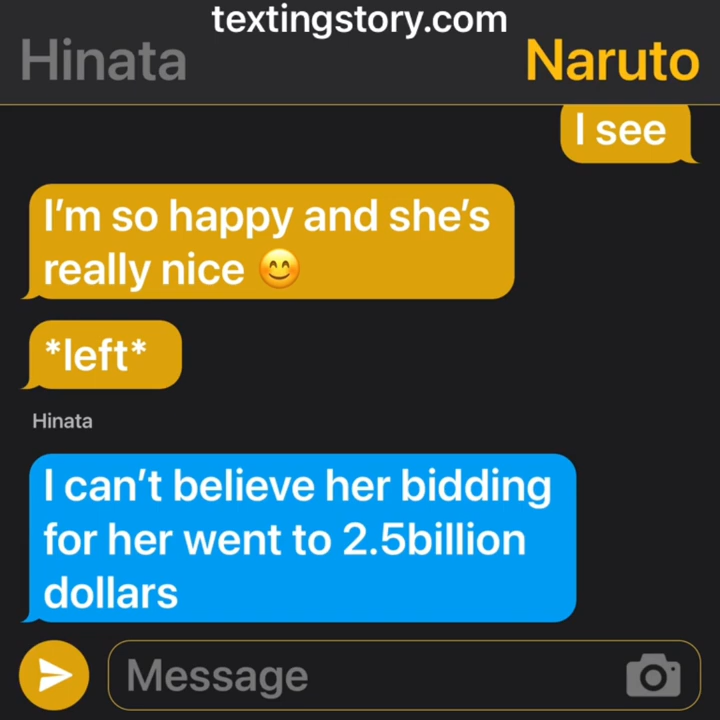 textingstory.com
Hinata
Naruto
I see
I'm so happy and she's
really nice 😊
*left*
Hinata
I can't believe her bidding
for her went to 2.5billion
dollars
Message